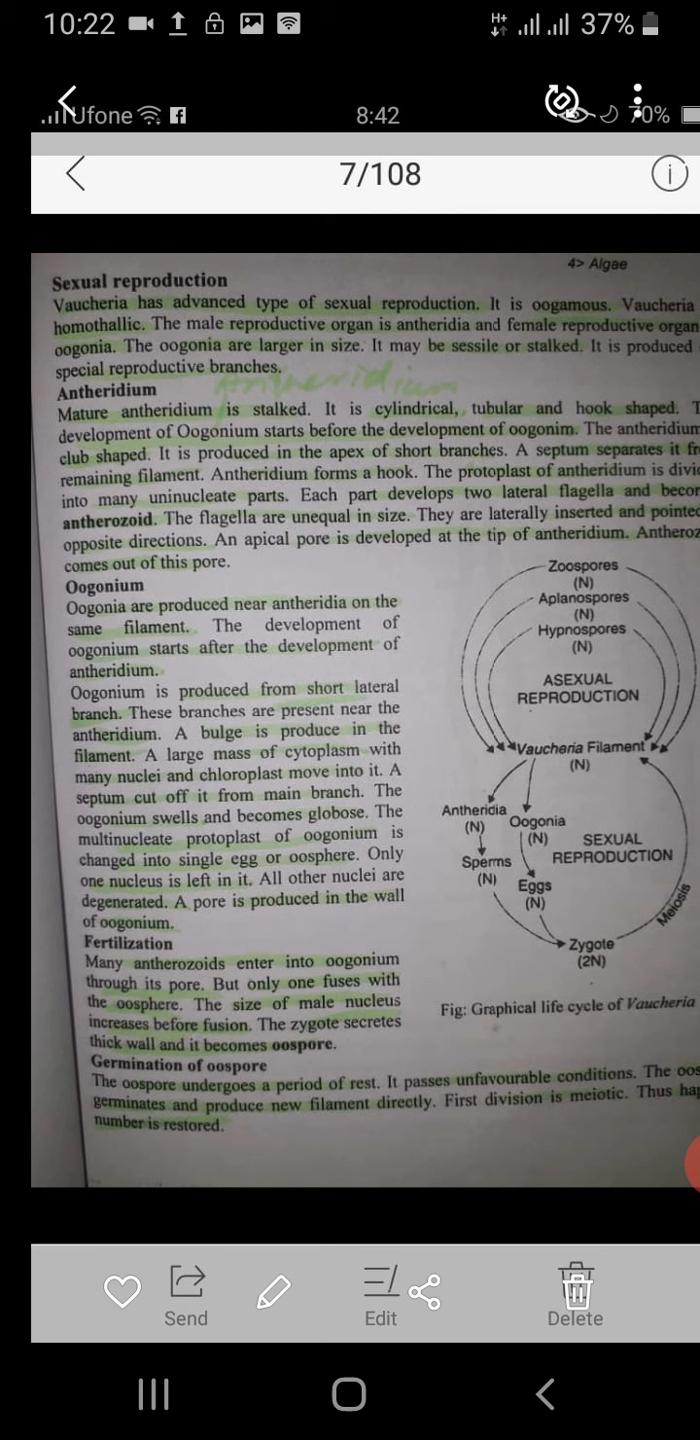 10:22 37%
Ufone 8:42 70%
7/108
4> Algae
Sexual reproduction
Vaucheria has advanced type of sexual reproduction. It is oogamous. Vaucheria
homothallic. The male reproductive organ is antheridia and female reproductive organ
oogonia. The oogonia are larger in size. It may be sessile or stalked. It is produced
special reproductive branches.
Antheridium
Antheridium
Mature antheridium is stalked. It is cylindrical, tubular and hook shaped. T
development of Oogonium starts before the development of oogonim. The antheridium
club shaped. It is produced in the apex of short branches. A septum separates it fr
remaining filament. Antheridium forms a hook. The protoplast of antheridium is divi
into many uninucleate parts. Each part develops two lateral flagella and becom
antherozoid. The flagella are unequal in size. They are laterally inserted and pointed
opposite directions. An apical pore is developed at the tip of antheridium. Antheroz
comes out of this pore.
Oogonium
Oogonia are produced near antheridia on the
same filament. The development of
oogonium starts after the development of
antheridium.
Oogonium is produced from short lateral
branch. These branches are present near the
antheridium. A bulge is produce in the
filament. A large mass of cytoplasm with
many nuclei and chloroplast move into it. A
septum cut off it from main branch. The
oogonium swells and becomes globose. The
multinucleate protoplast of oogonium is
changed into single egg or oosphere. Only
one nucleus is left in it. All other nuclei are
degenerated. A pore is produced in the wall
of oogonium.
Fertilization
Many antherozoids enter into oogonium
through its pore. But only one fuses with
the oosphere. The size of male nucleus
increases before fusion. The zygote secretes
thick wall and it becomes oospore.
Zoospores
(N)
Aplanospores
(N)
Hypnospores
(N)
ASEXUAL
REPRODUCTION
Vaucheria Filament
(N)
Antheridia
(N)
Oogonia
(N)
SEXUAL
REPRODUCTION
Sperms
(N)
Eggs
(N)
Meiosis
Zygote
(2N)
Fig: Graphical life cycle of Vaucheria
Germination of oospore
The oospore undergoes a period of rest. It passes unfavourable conditions. The oos
germinates and produce new filament directly. First division is meiotic. Thus hap
number is restored.
Send Edit Delete